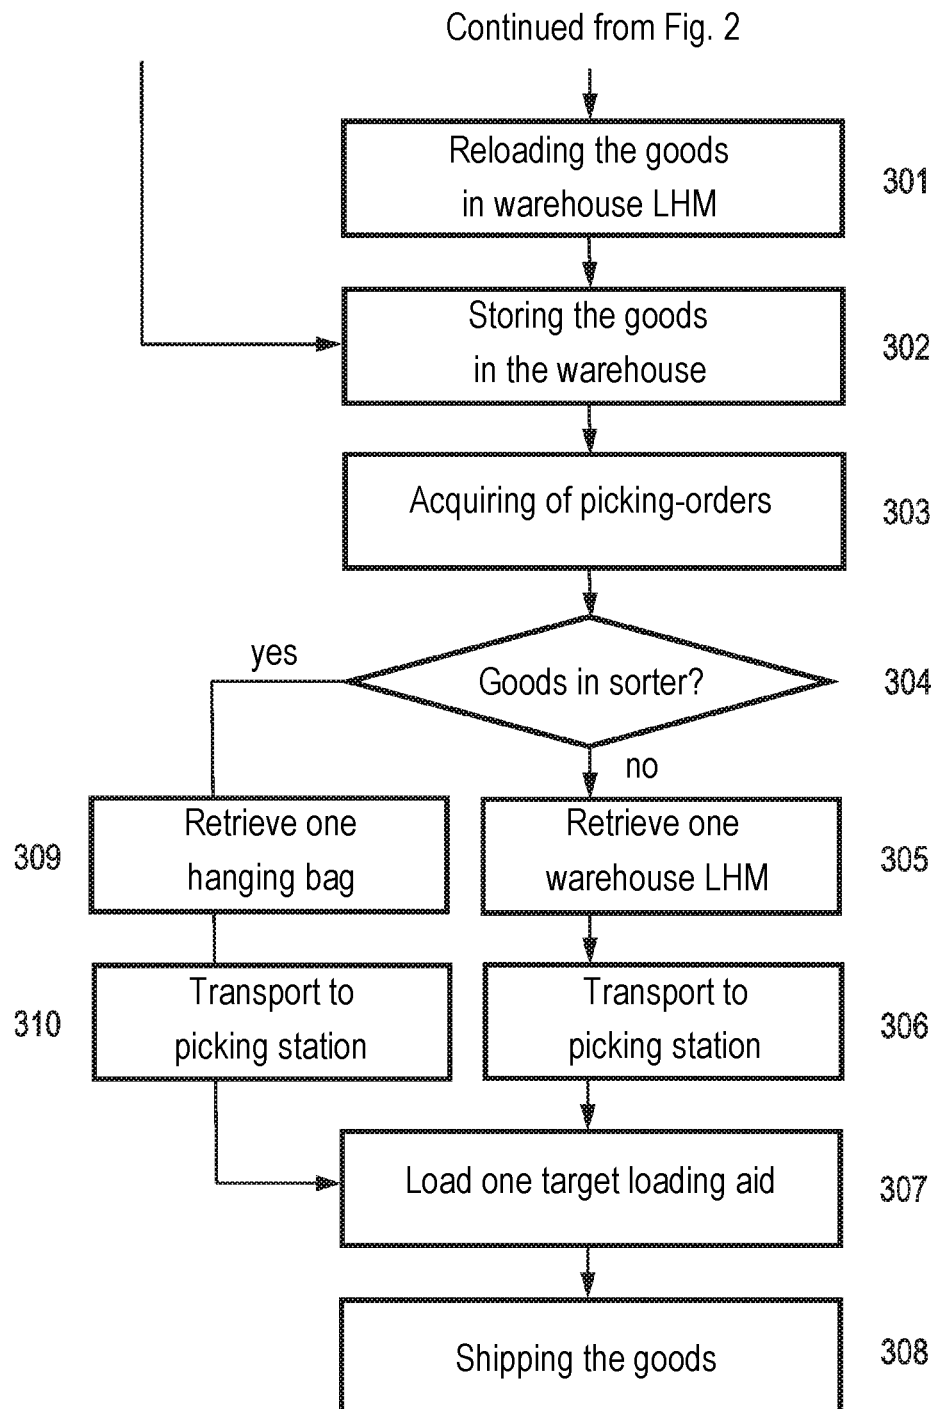 Continued from Fig. 2
Reloading the goods
in warehouse LHM
301
Storing the goods
in the warehouse
302
Acquiring of picking-orders
303
yes
Goods in sorter?
304
no
309
Retrieve one
hanging bag
Retrieve one
warehouse LHM
305
310
Transport to
picking station
Transport to
picking station
306
Load one target loading aid
307
Shipping the goods
308